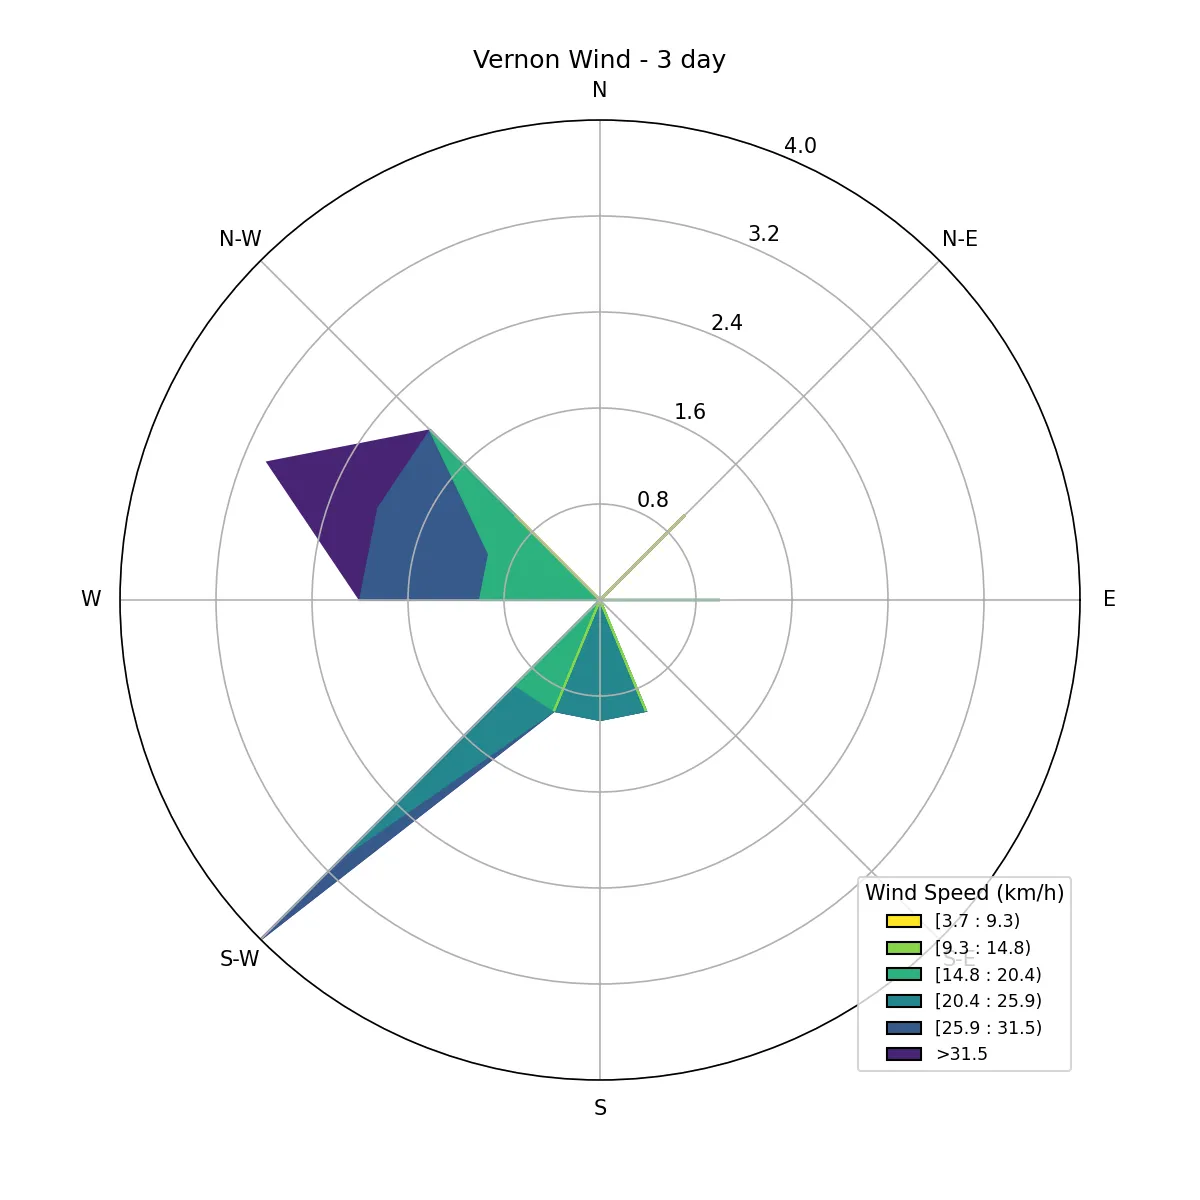 Vernon Wind - 3 day
N
4.0
N-W
3.2
N-E
2.4
1.6
0.8
W
E
S-W
S-E
S
Wind Speed (km/h)
[3.7 : 9.3)
[9.3 : 14.8)
[14.8 : 20.4)
[20.4 : 25.9)
[25.9 : 31.5)
>31.5